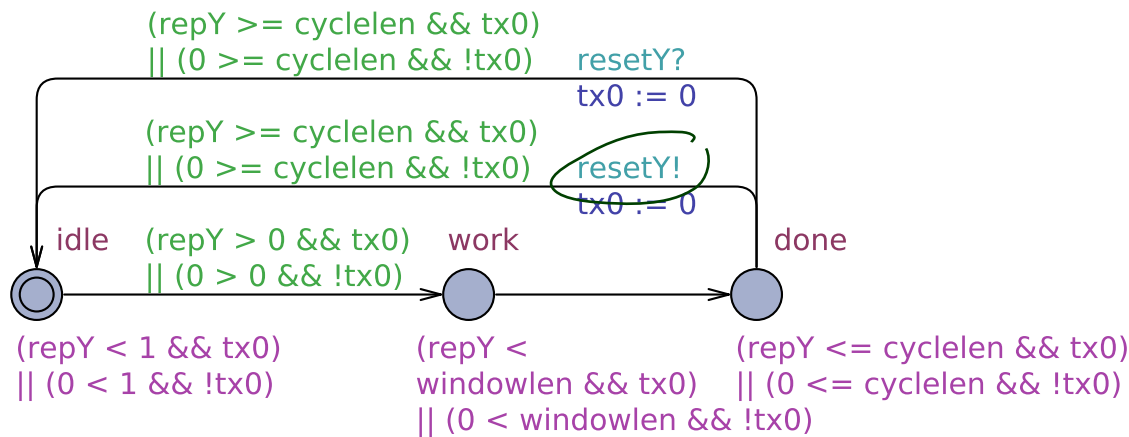 (repY >= cyclelen && tx0)
|| (0 >= cyclelen && !tx0)
resetY?
tx0 := 0
(repY >= cyclelen && tx0)
|| (0 >= cyclelen && !tx0)
resetY!
tx0 := 0
idle
(repY > 0 && tx0)
|| (0 > 0 && !tx0)
work
done
(repY < 1 && tx0)
|| (0 < 1 && !tx0)
(repY <
windowlen && tx0)
|| (0 < windowlen && !tx0)
(repY <= cyclelen && tx0)
|| (0 <= cyclelen && !tx0)